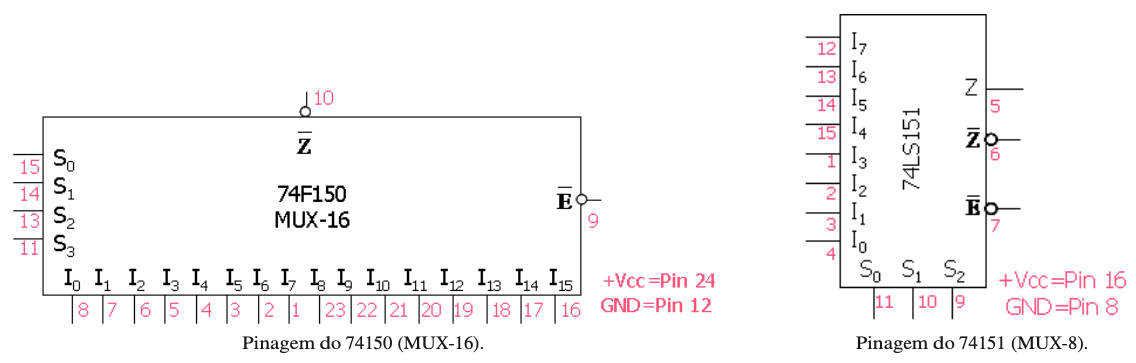 10
Z̅
15 S₀
14 S₁
13 S₂
11 S₃
74F150
MUX-16
E̅
9
I₀ I₁ I₂ I₃ I₄ I₅ I₆ I₇ I₈ I₉ I₁₀ I₁₁ I₁₂ I₁₃ I₁₄ I₁₅
8 7 6 5 4 3 2 1 23 22 21 20 19 18 17 16
+Vcc=Pin 24
GND=Pin 12
Pinagem do 74150 (MUX-16).
12 I₇
13 I₆
14 I₅
15 I₄
1 I₃
2 I₂
3 I₁
4 I₀
74LS151
Z 5
Z̅ 6
E̅ 7
S₀ S₁ S₂
11 10 9
+Vcc=Pin 16
GND=Pin 8
Pinagem do 74151 (MUX-8).